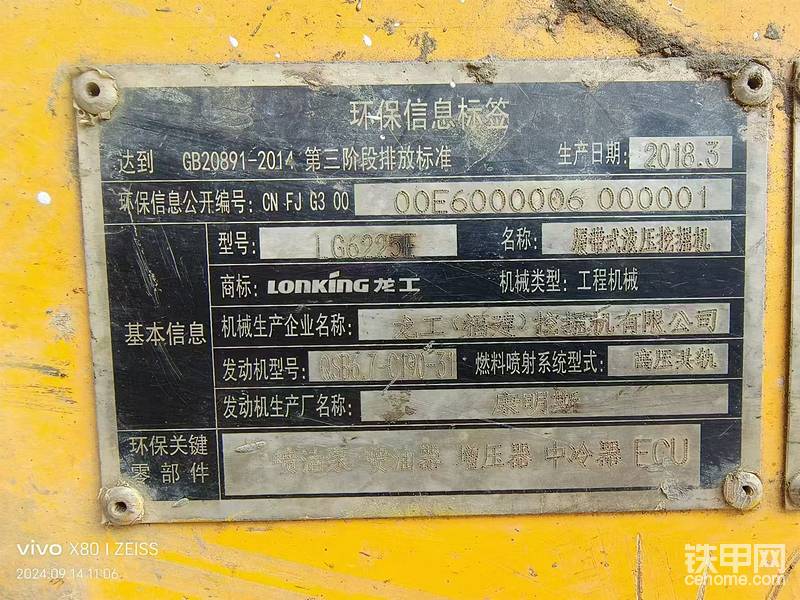 环保信息标签
达到 GB20891-2014 第三阶段排放标准 生产日期: 2018.3
环保信息公开编号: CN FJ G3 00 00E6000006 000001
型号: LG6225E 名称: 履带式液压挖掘机
商标: LONKING 龙工 机械类型: 工程机械
基本信息
机械生产企业名称: 龙工(福建)挖掘机有限公司
发动机型号: QSB6.7-C190-31 燃料喷射系统型式: 高压共轨
发动机生产厂名称: 康明斯
环保关键零部件
喷油泵 喷油器 增压器 中冷器 ECU
vivo X80 | ZEISS
2024.09.14 11:06
铁甲网
cehome.com